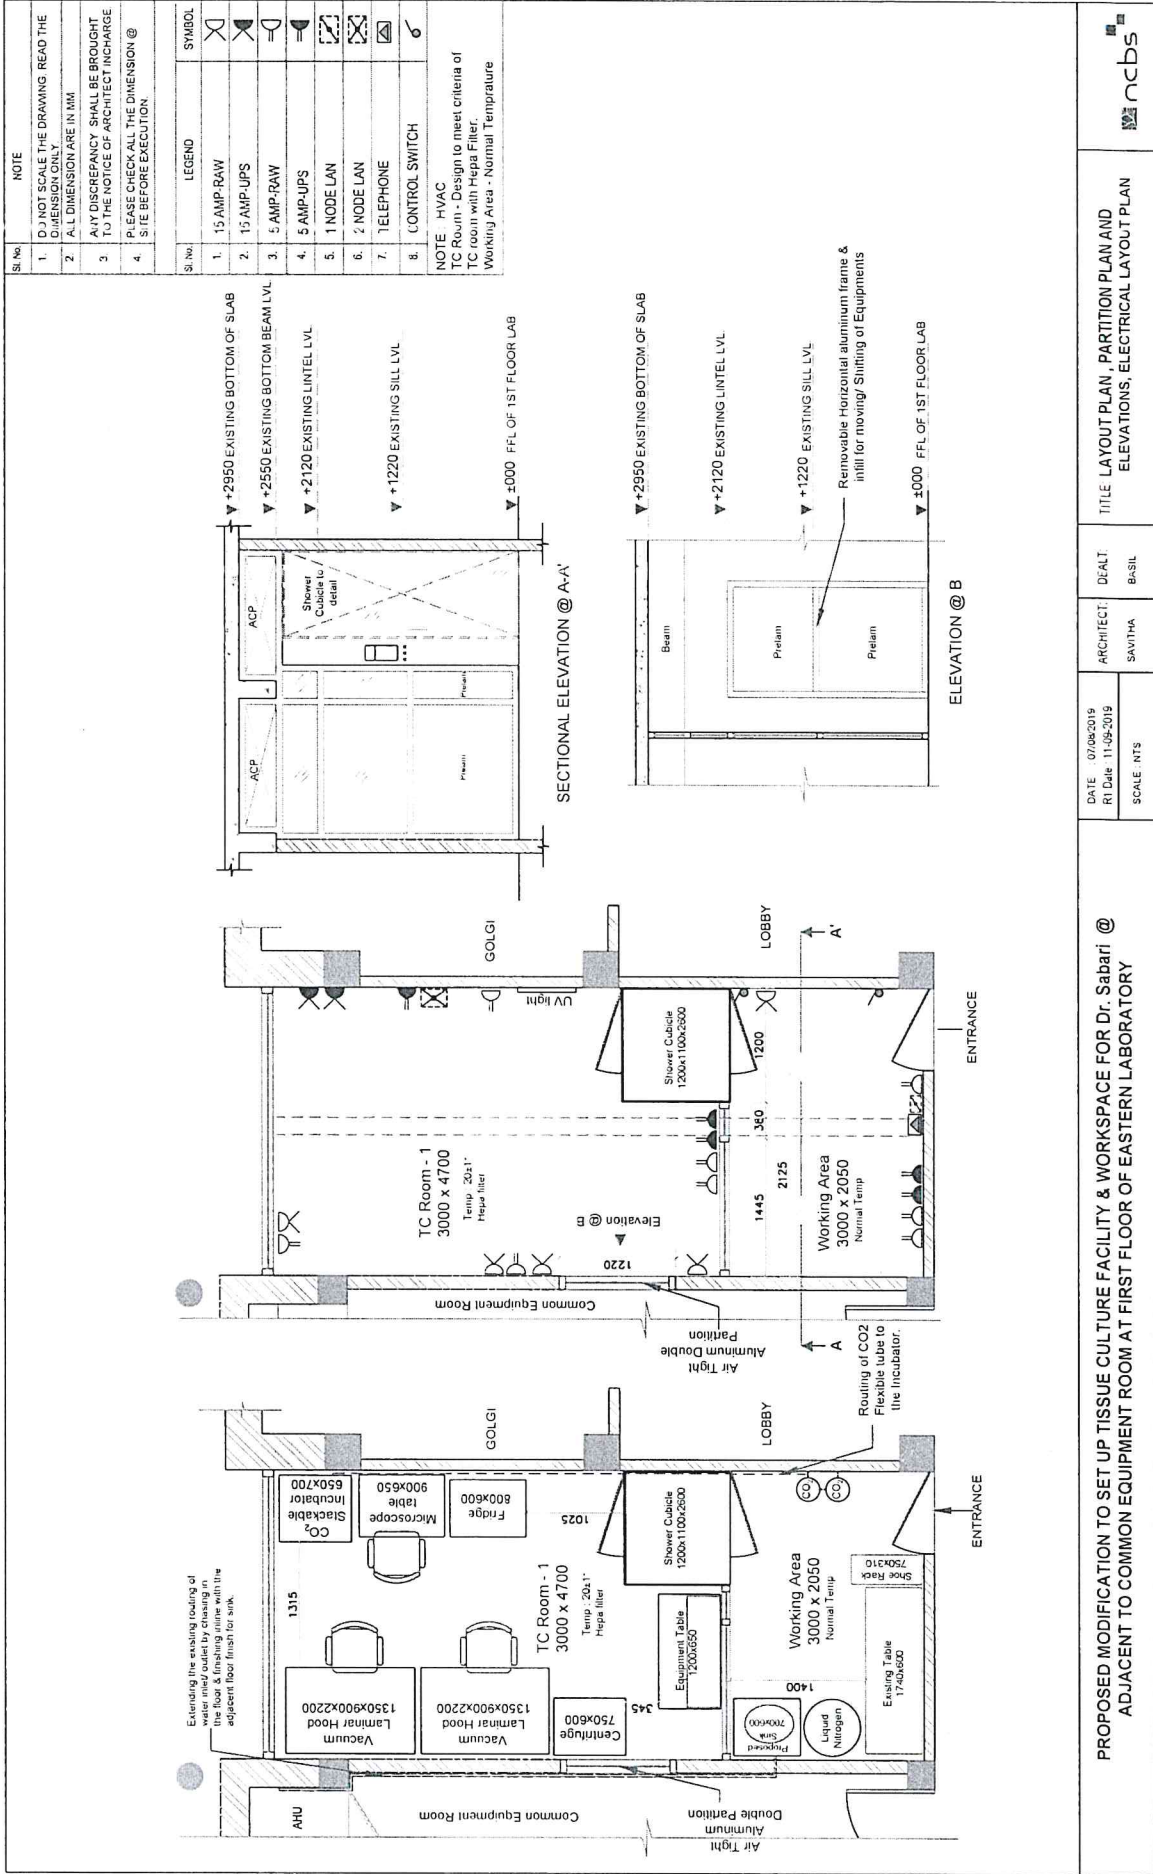 SI. No.
NOTE
1.
DO NOT SCALE THE DRAWING. READ THE
DIMENSION ONLY
2.
ALL DIMENSION ARE IN MM
3
ANY DISCREPANCY SHALL BE BROUGHT
TO THE NOTICE OF ARCHITECT INCHARGE
4.
PLEASE CHECK ALL THE DIMENSION @
SITE BEFORE EXECUTION.
SI. No.
LEGEND
SYMBOL
1.
15 AMP-RAW
2.
15 AMP-UPS
3.
5 AMP-RAW
4.
5 AMP-UPS
5.
1 NODE LAN
6.
2 NODE LAN
7.
TELEPHONE
8.
CONTROL SWITCH
NOTE : HVAC
TC Room - Design to meet criteria of
TC room with Hepa Filter.
Working Area - Normal Temprature
+2950 EXISTING BOTTOM OF SLAB
+2550 EXISTING BOTTOM BEAM LVL
+2120 EXISTING LINTEL LVL
+1220 EXISTING SILL LVL
±000 FFL OF 1ST FLOOR LAB
ACP
ACP
Shower
Cubicle to
detail
Prelam
Prelam
SECTIONAL ELEVATION @ A-A'
+2950 EXISTING BOTTOM OF SLAB
+2120 EXISTING LINTEL LVL
+1220 EXISTING SILL LVL
±000 FFL OF 1ST FLOOR LAB
Removable Horizontal aluminum frame &
infill for moving/ Shifting of Equipments
Beam
Prelam
Prelam
ELEVATION @ B
GOLGI
LOBBY
A'
UV light
Shower Cubicle
1200x1100x2600
1200
380
2125
1445
TC Room - 1
3000 x 4700
Temp : 20±1°
Hepa filter
Elevation @ B
1220
Working Area
3000 x 2050
Normal Temp
ENTRANCE
Common Equipment Room
Air Tight
Aluminum Double
Partition
A
Routing of CO2
Flexible tube to
the Incubator.
Extending the existing routing of
water inlet/ outlet by chasing in
the floor & finishing inline with the
adjacent floor finish for sink.
GOLGI
LOBBY
CO2
Stackable
Incubator
650x700
Microscope
table
900x650
Fridge
800x600
1025
1315
Shower Cubicle
1200x1100x2600
CO2
CO2
TC Room - 1
3000 x 4700
Temp : 20±1°
Hepa filter
Vacuum
Laminar Hood
1350x900x2200
Vacuum
Laminar Hood
1350x900x2200
Centrifuge
750x600
345
Equipment Table
1200x650
Working Area
3000 x 2050
Normal Temp
1400
Proposed
Sink
700x600
Liquid
Nitrogen
Shoe Rack
750x310
Existing Table
1740x600
ENTRANCE
AHU
Common Equipment Room
Air Tight
Aluminum
Double Partition
PROPOSED MODIFICATION TO SET UP TISSUE CULTURE FACILITY & WORKSPACE FOR Dr. Sabari @
ADJACENT TO COMMON EQUIPMENT ROOM AT FIRST FLOOR OF EASTERN LABORATORY
DATE : 07/08/2019
R1 Date : 11-09-2019
SCALE : NTS
ARCHITECT:
SAVITHA
DEALT:
BASIL
TITLE LAYOUT PLAN, PARTITION PLAN AND
ELEVATIONS, ELECTRICAL LAYOUT PLAN
ncbs